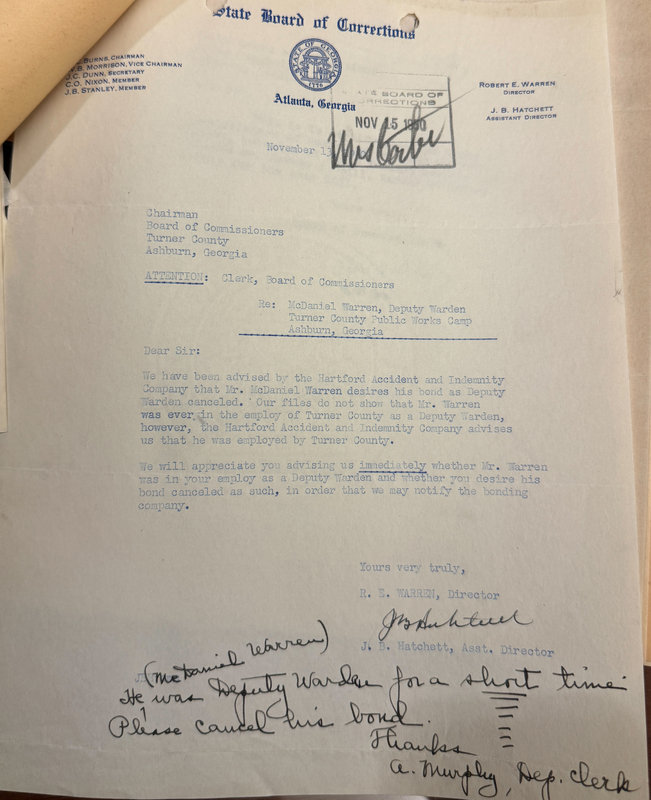 State Board of Corrections
BURNS, CHAIRMAN
B. MORRISON, VICE CHAIRMAN
J.C. DUNN, SECRETARY
C.O. NIXON, MEMBER
J.B. STANLEY, MEMBER
STATE OF GEORGIA
1776
Atlanta, Georgia
ROBERT E. WARREN
DIRECTOR
J. B. HATCHETT
ASSISTANT DIRECTOR
BOARD OF
CORRECTIONS
NOV 15
November
Chairman
Board of Commissioners
Turner County
Ashburn, Georgia
ATTENTION: Clerk, Board of Commissioners
Re: McDaniel Warren, Deputy Warden
Turner County Public Works Camp
Ashburn, Georgia
Dear Sir:
We have been advised by the Hartford Accident and Indemnity
Company that Mr. McDaniel Warren desires his bond as Deputy
Warden canceled. Our files do not show that Mr. Warren
was ever in the employ of Turner County as a Deputy Warden,
however, the Hartford Accident and Indemnity Company advises
us that he was employed by Turner County.
We will appreciate you advising us immediately whether Mr. Warren
was in your employ as a Deputy Warden and whether you desire his
bond canceled as such, in order that we may notify the bonding
company.
Yours very truly,
R. E. WARREN, Director
JB Hatchett
J. B. Hatchett, Asst. Director
(McDaniel Warren)
He was Deputy Warden for a short time
Please cancel his bond.
Thanks
A. Murphy, Dep. Clerk